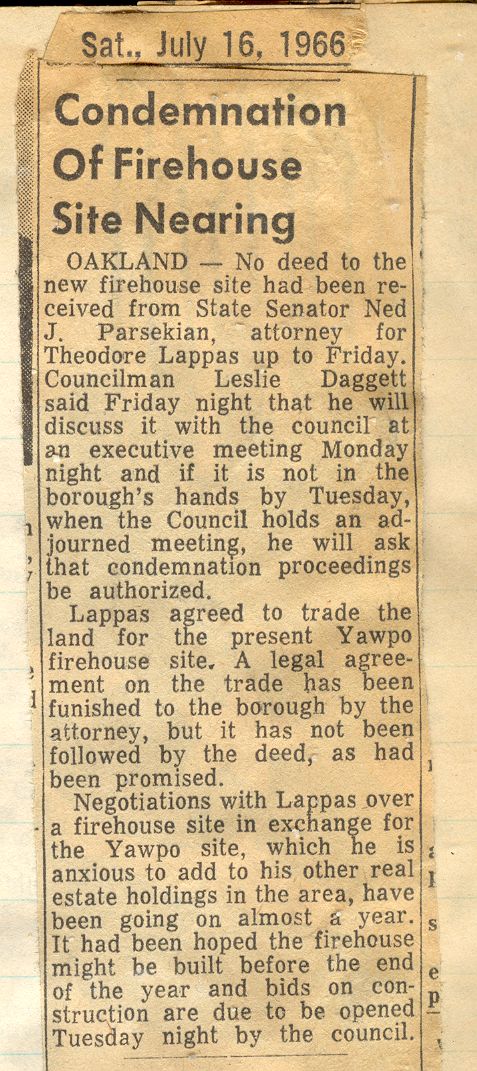 Sat., July 16, 1966
Condemnation
Of Firehouse
Site Nearing
OAKLAND — No deed to the
new firehouse site had been re-
ceived from State Senator Ned
J. Parsekian, attorney for
Theodore Lappas up to Friday.
Councilman Leslie Daggett
said Friday night that he will
discuss it with the council at
an executive meeting Monday
night and if it is not in the
borough's hands by Tuesday,
when the Council holds an ad-
journed meeting, he will ask
that condemnation proceedings
be authorized.
Lappas agreed to trade the
land for the present Yawpo
firehouse site. A legal agree-
ment on the trade has been
funished to the borough by the
attorney, but it has not been
followed by the deed, as had
been promised.
Negotiations with Lappas over
a firehouse site in exchange for
the Yawpo site, which he is
anxious to add to his other real
estate holdings in the area, have
been going on almost a year.
It had been hoped the firehouse
might be built before the end
of the year and bids on con-
struction are due to be opened
Tuesday night by the council.